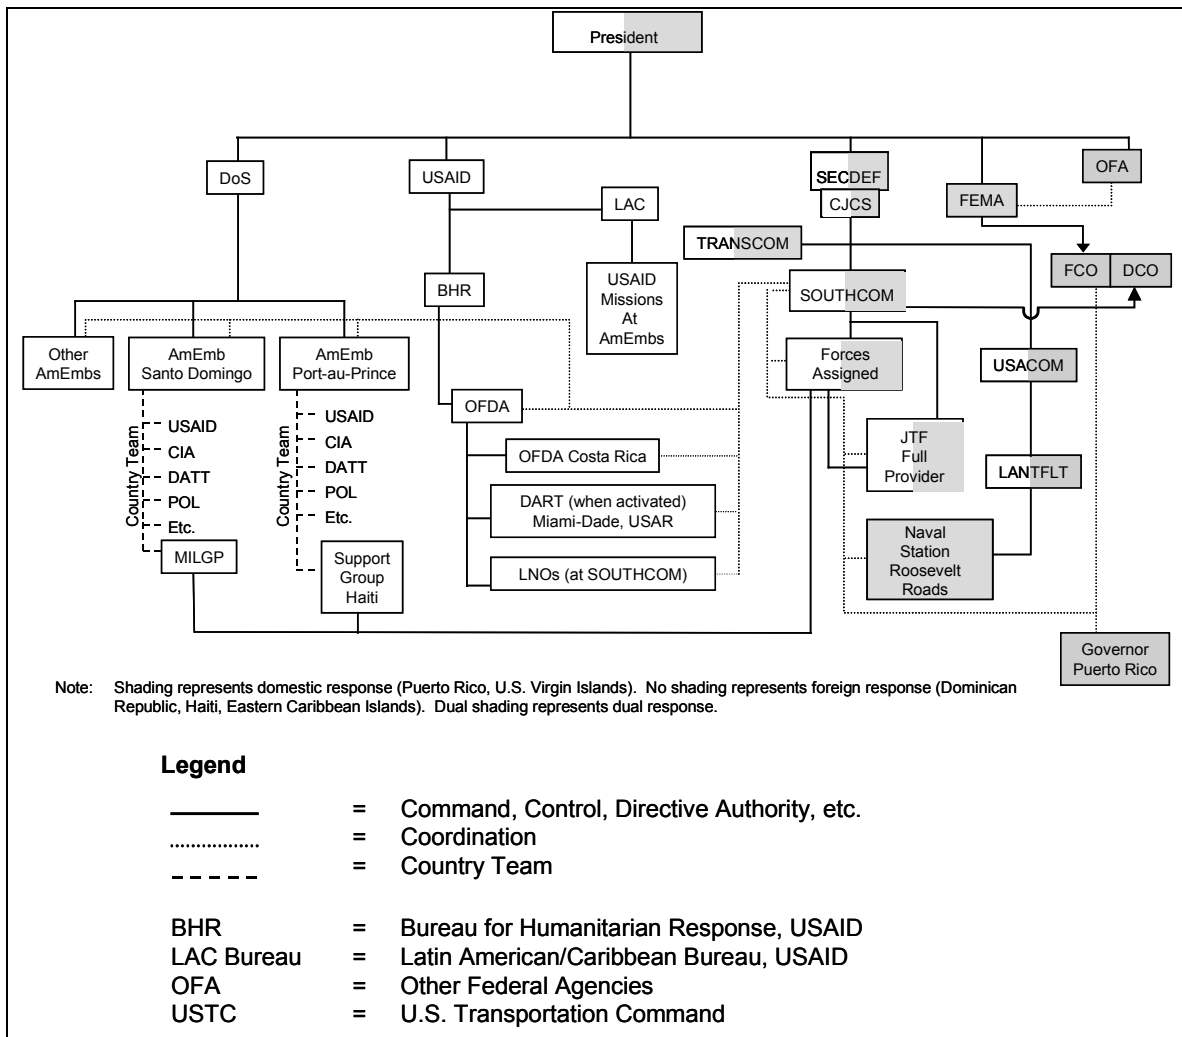 President
DoS
USAID
LAC
SECDEF
CJCS
FEMA
OFA
TRANSCOM
FCO
DCO
BHR
USAID
Missions
At
AmEmbs
SOUTHCOM
Other
AmEmbs
AmEmb
Santo Domingo
AmEmb
Port-au-Prince
Forces
Assigned
USACOM
OFDA
Country Team
USAID
CIA
DATT
POL
Etc.
MILGP
Country Team
USAID
CIA
DATT
POL
Etc.
Support
Group
Haiti
OFDA Costa Rica
DART (when activated)
Miami-Dade, USAR
LNOs (at SOUTHCOM)
JTF
Full
Provider
LANTFLT
Naval
Station
Roosevelt
Roads
Governor
Puerto Rico
Note: Shading represents domestic response (Puerto Rico, U.S. Virgin Islands). No shading represents foreign response (Dominican
Republic, Haiti, Eastern Caribbean Islands). Dual shading represents dual response.
Legend
= Command, Control, Directive Authority, etc.
= Coordination
= Country Team
BHR = Bureau for Humanitarian Response, USAID
LAC Bureau = Latin American/Caribbean Bureau, USAID
OFA = Other Federal Agencies
USTC = U.S. Transportation Command